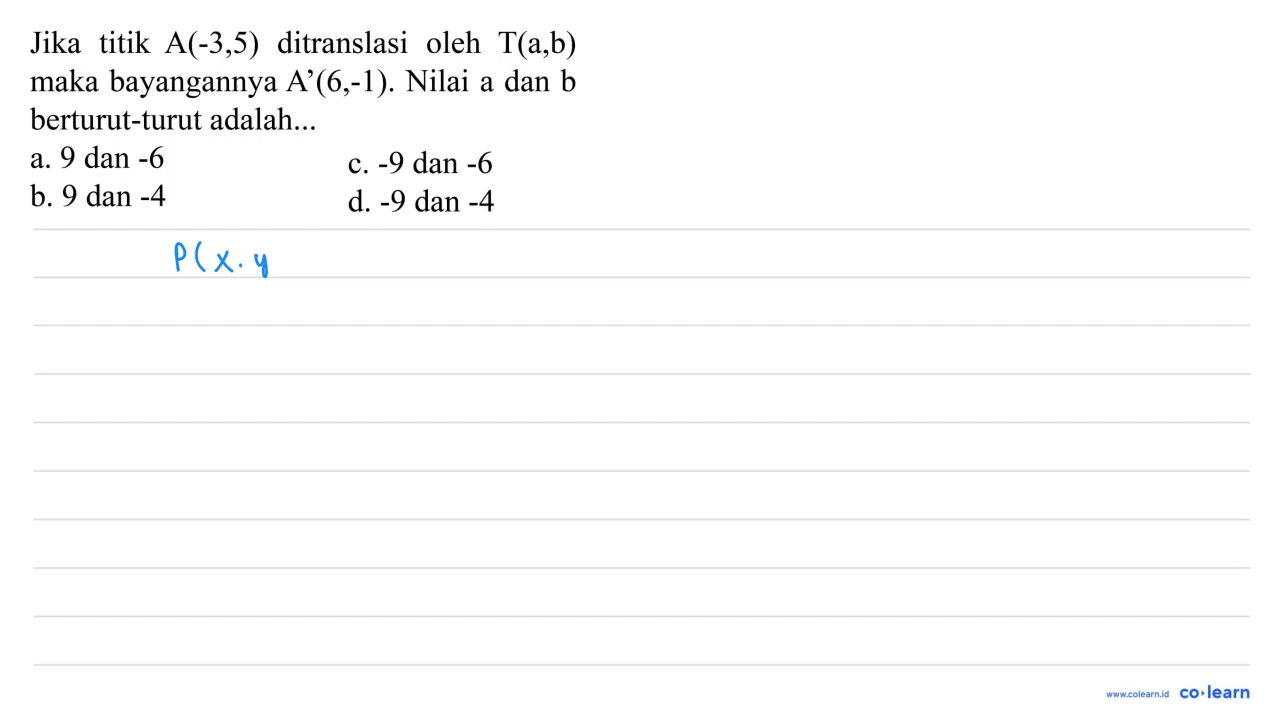 Jika titik A(-3,5) ditranslasi oleh T(a,b)
maka bayangannya A’(6,-1). Nilai a dan b
berturut-turut adalah...
a. 9 dan -6
b. 9 dan -4
c. -9 dan -6
d. -9 dan -4
P(x.y
www.colearn.id co learn